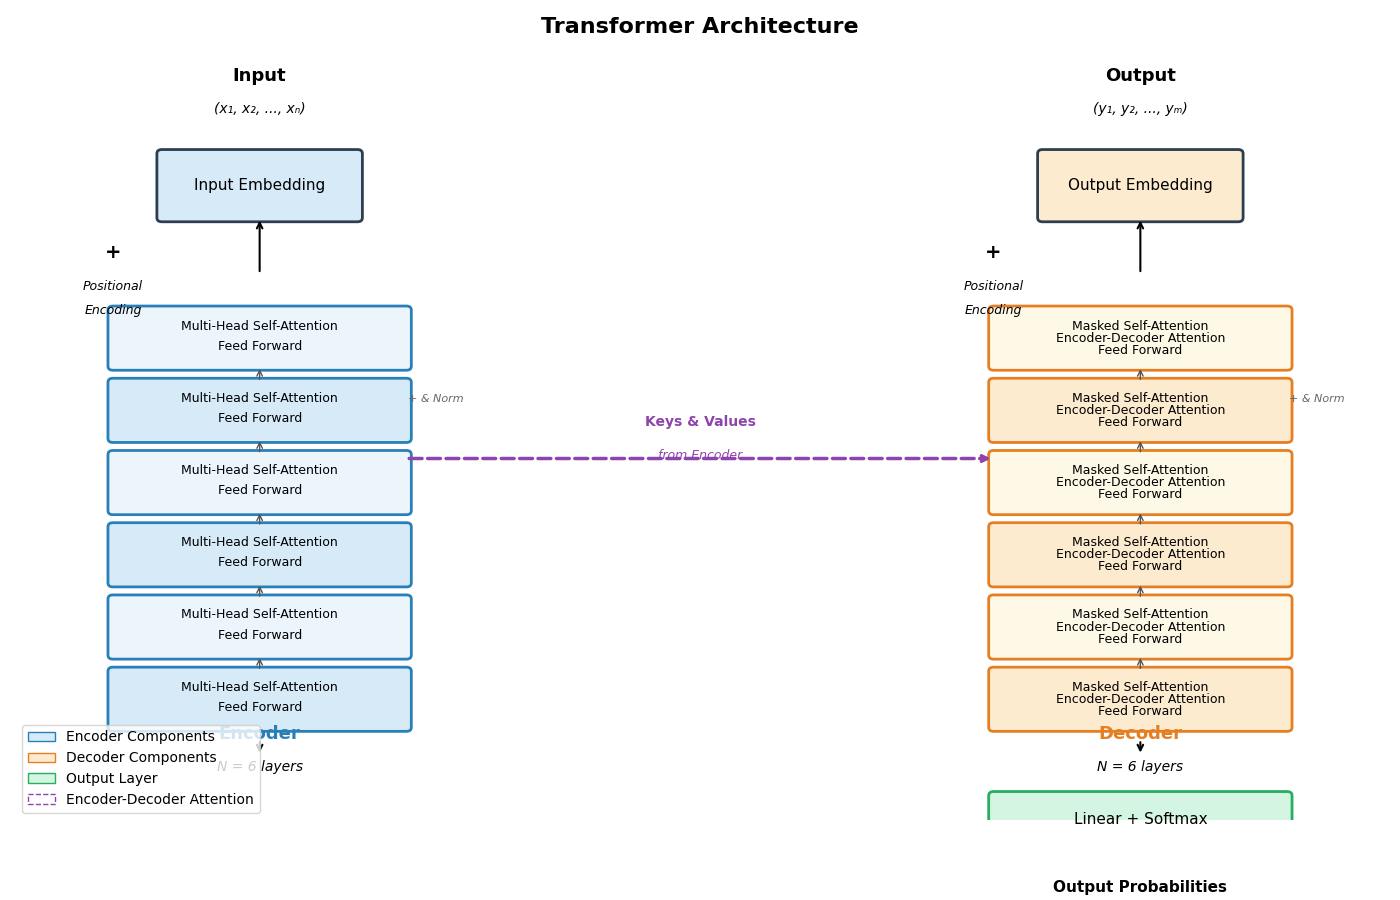 Transformer Architecture
Input
(x₁, x₂, ..., xₙ)
Input Embedding
+
Positional
Encoding
Multi-Head Self-Attention
Feed Forward
Multi-Head Self-Attention
Feed Forward
+ & Norm
Multi-Head Self-Attention
Feed Forward
Multi-Head Self-Attention
Feed Forward
Multi-Head Self-Attention
Feed Forward
Multi-Head Self-Attention
Feed Forward
Encoder
N = 6 layers
Keys & Values
from Encoder
Output
(y₁, y₂, ..., yₘ)
Output Embedding
+
Positional
Encoding
Masked Self-Attention
Encoder-Decoder Attention
Feed Forward
Masked Self-Attention
Encoder-Decoder Attention
Feed Forward
+ & Norm
Masked Self-Attention
Encoder-Decoder Attention
Feed Forward
Masked Self-Attention
Encoder-Decoder Attention
Feed Forward
Masked Self-Attention
Encoder-Decoder Attention
Feed Forward
Masked Self-Attention
Encoder-Decoder Attention
Feed Forward
Decoder
N = 6 layers
Linear + Softmax
Output Probabilities
Encoder Components
Decoder Components
Output Layer
Encoder-Decoder Attention